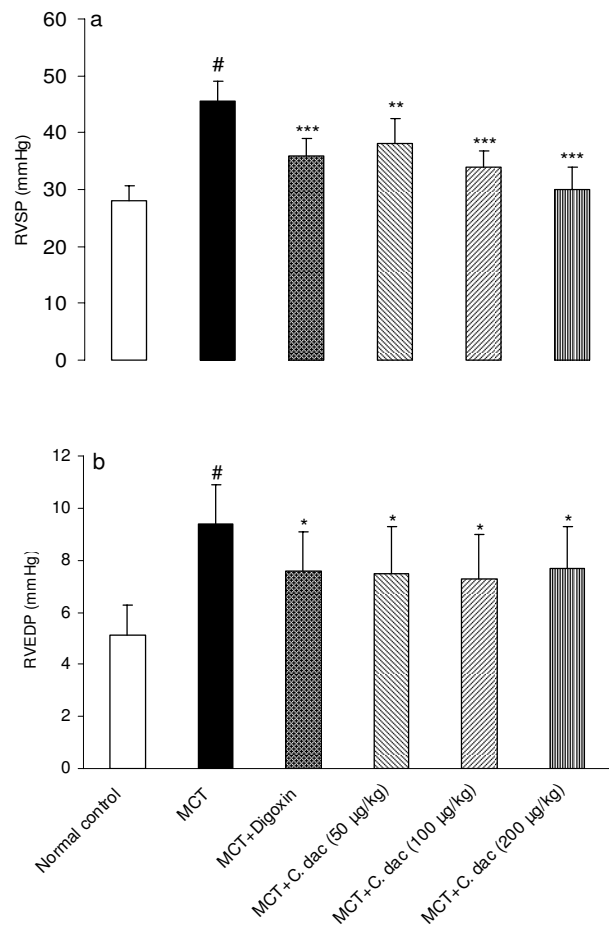 a
60
50
40
30
20
10
0
RVSP (mmHg)
#
***
**
***
***
b
12
10
8
6
4
2
0
RVEDP (mmHg)
#
*
*
*
*
Normal control
MCT
MCT+Digoxin
MCT+C. dac (50 µg/kg)
MCT+C. dac (100 µg/kg)
MCT+C. dac (200 µg/kg)